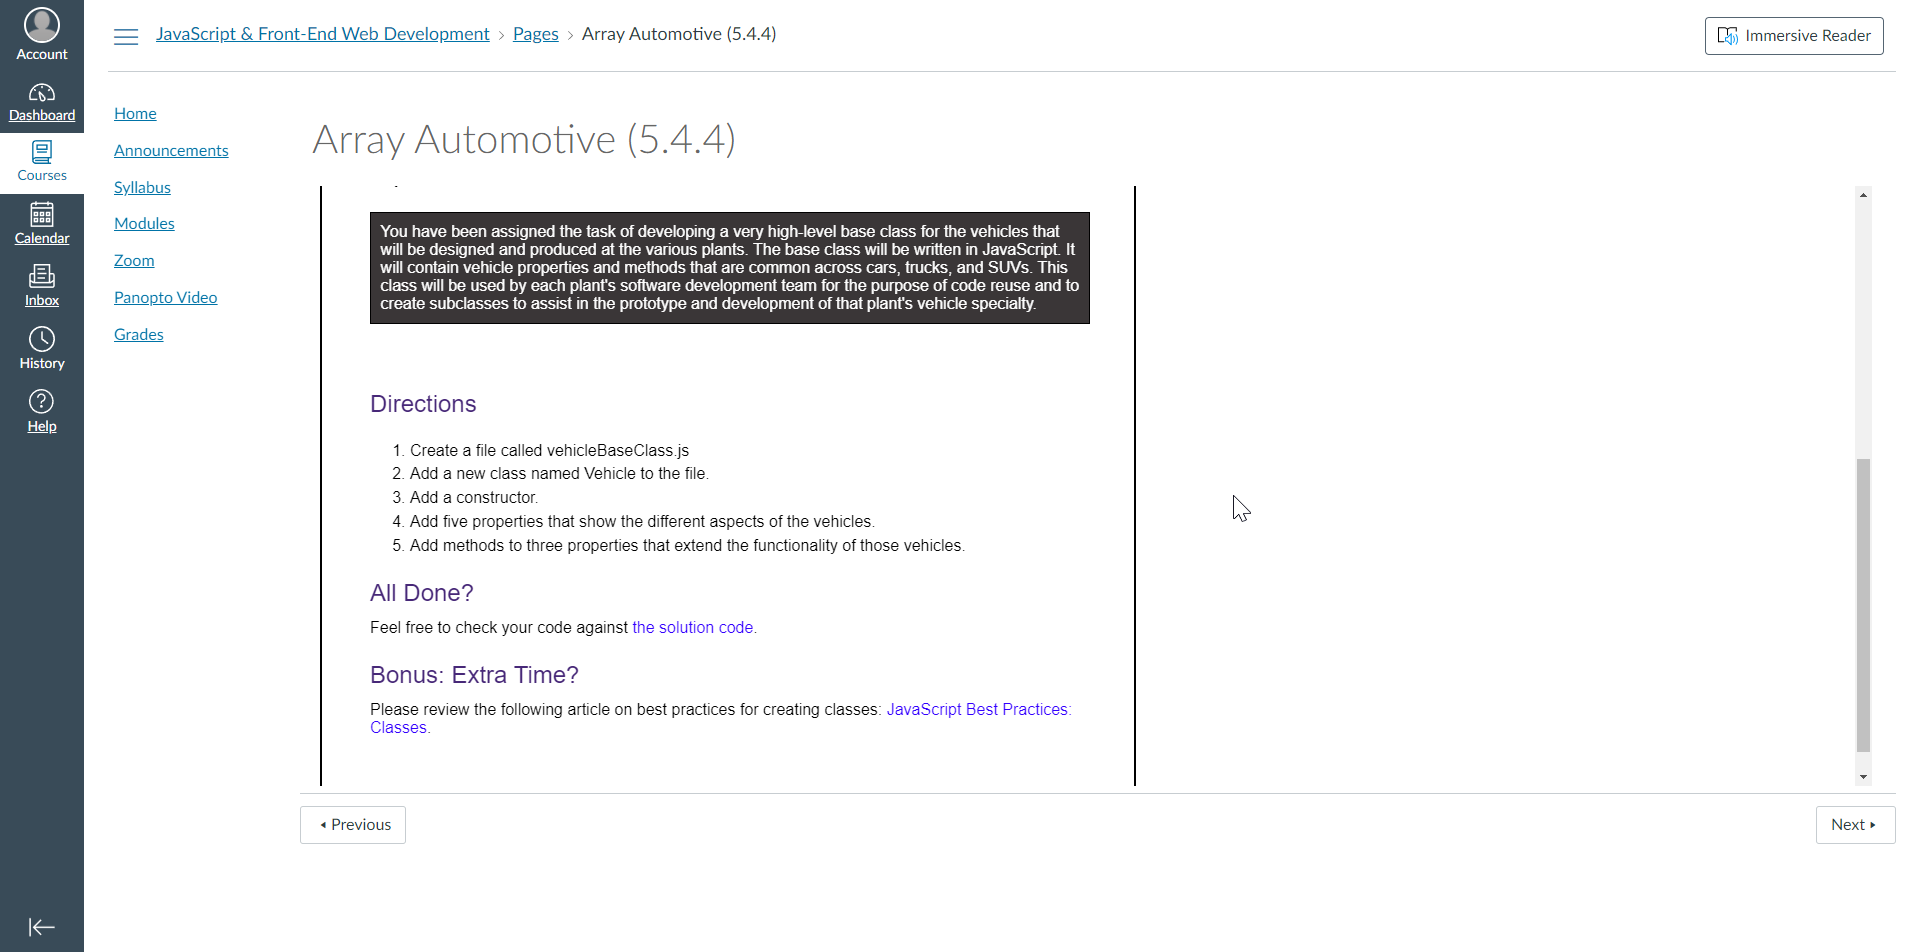 Account
Dashboard
Courses
Calendar
Inbox
History
Help
JavaScript & Front-End Web Development › Pages › Array Automotive (5.4.4)
Immersive Reader
Home
Announcements
Syllabus
Modules
Zoom
Panopto Video
Grades
Array Automotive (5.4.4)
You have been assigned the task of developing a very high-level base class for the vehicles that
will be designed and produced at the various plants. The base class will be written in JavaScript. It
will contain vehicle properties and methods that are common across cars, trucks, and SUVs. This
class will be used by each plant's software development team for the purpose of code reuse and to
create subclasses to assist in the prototype and development of that plant's vehicle specialty.
Directions
1. Create a file called vehicleBaseClass.js
2. Add a new class named Vehicle to the file.
3. Add a constructor.
4. Add five properties that show the different aspects of the vehicles.
5. Add methods to three properties that extend the functionality of those vehicles.
All Done?
Feel free to check your code against the solution code.
Bonus: Extra Time?
Please review the following article on best practices for creating classes: JavaScript Best Practices:
Classes.
Previous
Next